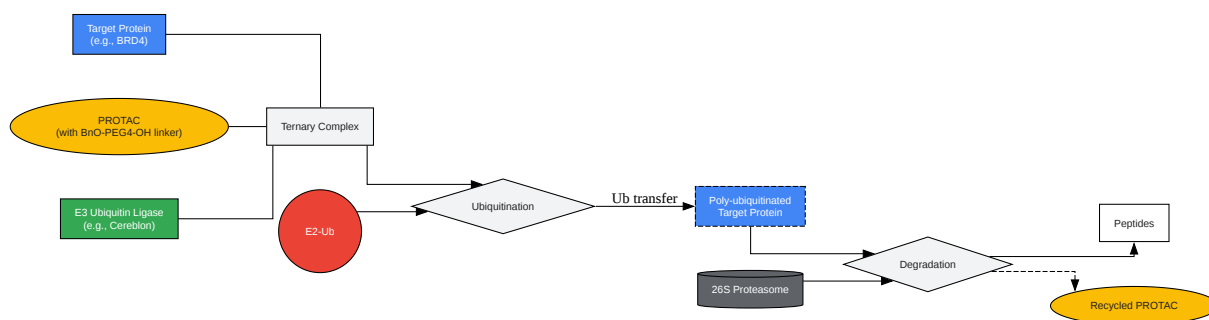 Target Protein
(e.g., BRD4)
PROTAC
(with BnO-PEG4-OH linker)
Ternary Complex
E3 Ubiquitin Ligase
(e.g., Cereblon)
E2-Ub
Ubiquitination
Ub transfer
Poly-ubiquitinated
Target Protein
26S Proteasome
Degradation
Peptides
Recycled PROTAC